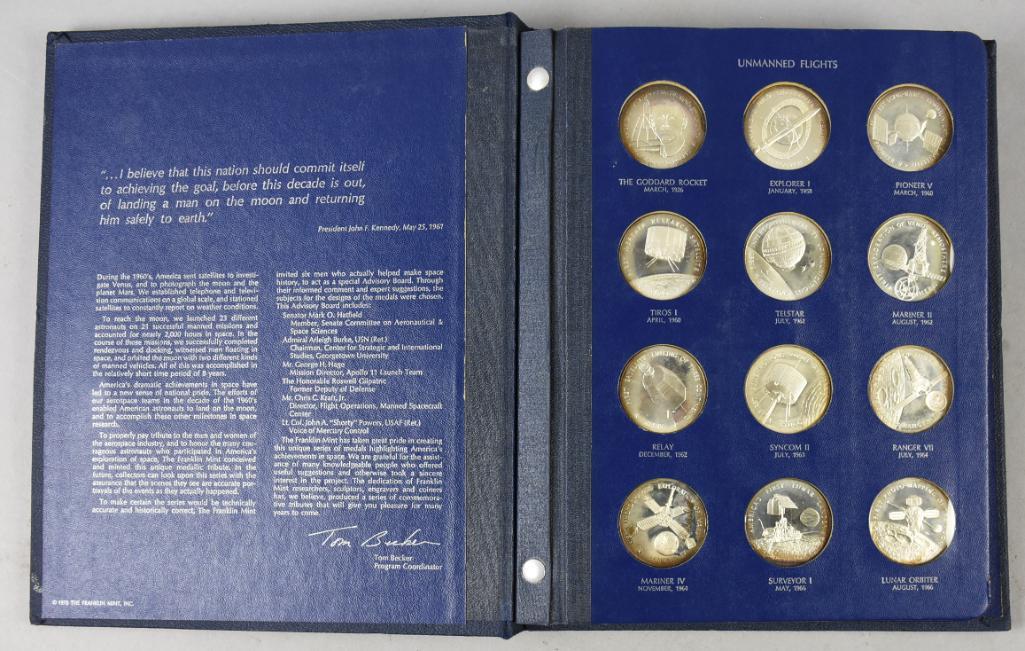 "...I believe that this nation should commit itself
to achieving the goal, before this decade is out,
of landing a man on the moon and returning
him safely to earth."
President John F. Kennedy, May 25, 1961
During the 1960's, America sent satellites to investi-
gate Venus, and to photograph the moon and the
planet Mars. We established telephone and televi-
sion communications on a global scale, and stationed
satellites to constantly report on weather conditions.
To reach the moon, we launched 23 different
astronauts on 21 successful manned missions and
accounted for nearly 2,000 hours in space. In the
course of those missions, we successfully completed
rendezvous and docking, witnessed men floating in
space, and orbited the moon with two different kinds
of manned vehicles. All of this was accomplished in
the relatively short time period of 8 years.
America's dramatic achievements in space have
led to a new sense of national pride. The efforts of
our aerospace teams in the decade of the 1960's
enabled American astronauts to land on the moon,
and to accomplish these other milestones in space
research.
To properly pay tribute to the men and women of
the aerospace industry, and to honor the many cou-
rageous astronauts who participated in America's
exploration of space, The Franklin Mint conceived
and minted this unique medallic tribute. In the
future, collectors can look upon this series with the
assurance that the scenes they see are accurate por-
trayals of the events as they actually happened.
To make certain the series would be technically
accurate and historically correct, The Franklin Mint
invited six men who actually helped make space
history, to act as a special Advisory Board. Through
their informed comment and expert suggestions, the
subjects for the designs of the medals were chosen.
This Advisory Board includes:
Senator Mark O. Hatfield
Member, Senate Committee on Aeronautical &
Space Sciences
Admiral Arleigh Burke, USN (Ret.)
Chairman, Center for Strategic and International
Studies, Georgetown University
Mr. George H. Hage
Mission Director, Apollo 11 Launch Team
The Honorable Roswell Gilpatric
Former Deputy of Defense
Mr. Chris C. Kraft, Jr.
Director, Flight Operations, Manned Spacecraft
Center
Lt. Col. John A. "Shorty" Powers, USAF (Ret.)
Voice of Mercury Control
The Franklin Mint has taken great pride in creating
this unique series of medals highlighting America's
achievements in space. We are grateful for the assist-
ance of many knowledgeable people who offered
useful suggestions and otherwise took a sincere
interest in the project. The dedication of Franklin
Mint researchers, sculptors, engravers and coiners
has, we believe, produced a series of commemora-
tive tributes that will give you pleasure for many
years to come.
Tom Becker
Tom Becker
Program Coordinator
© 1970 THE FRANKLIN MINT, INC.
UNMANNED FLIGHTS
THE GODDARD ROCKET
MARCH, 1926
EXPLORER I
JANUARY, 1958
PIONEER V
MARCH, 1960
TIROS I
APRIL, 1960
TELSTAR
JULY, 1962
MARINER II
AUGUST, 1962
RELAY
DECEMBER, 1962
SYNCOM II
JULY, 1963
RANGER VII
JULY, 1964
MARINER IV
NOVEMBER, 1964
SURVEYOR I
MAY, 1966
LUNAR ORBITER
AUGUST, 1966